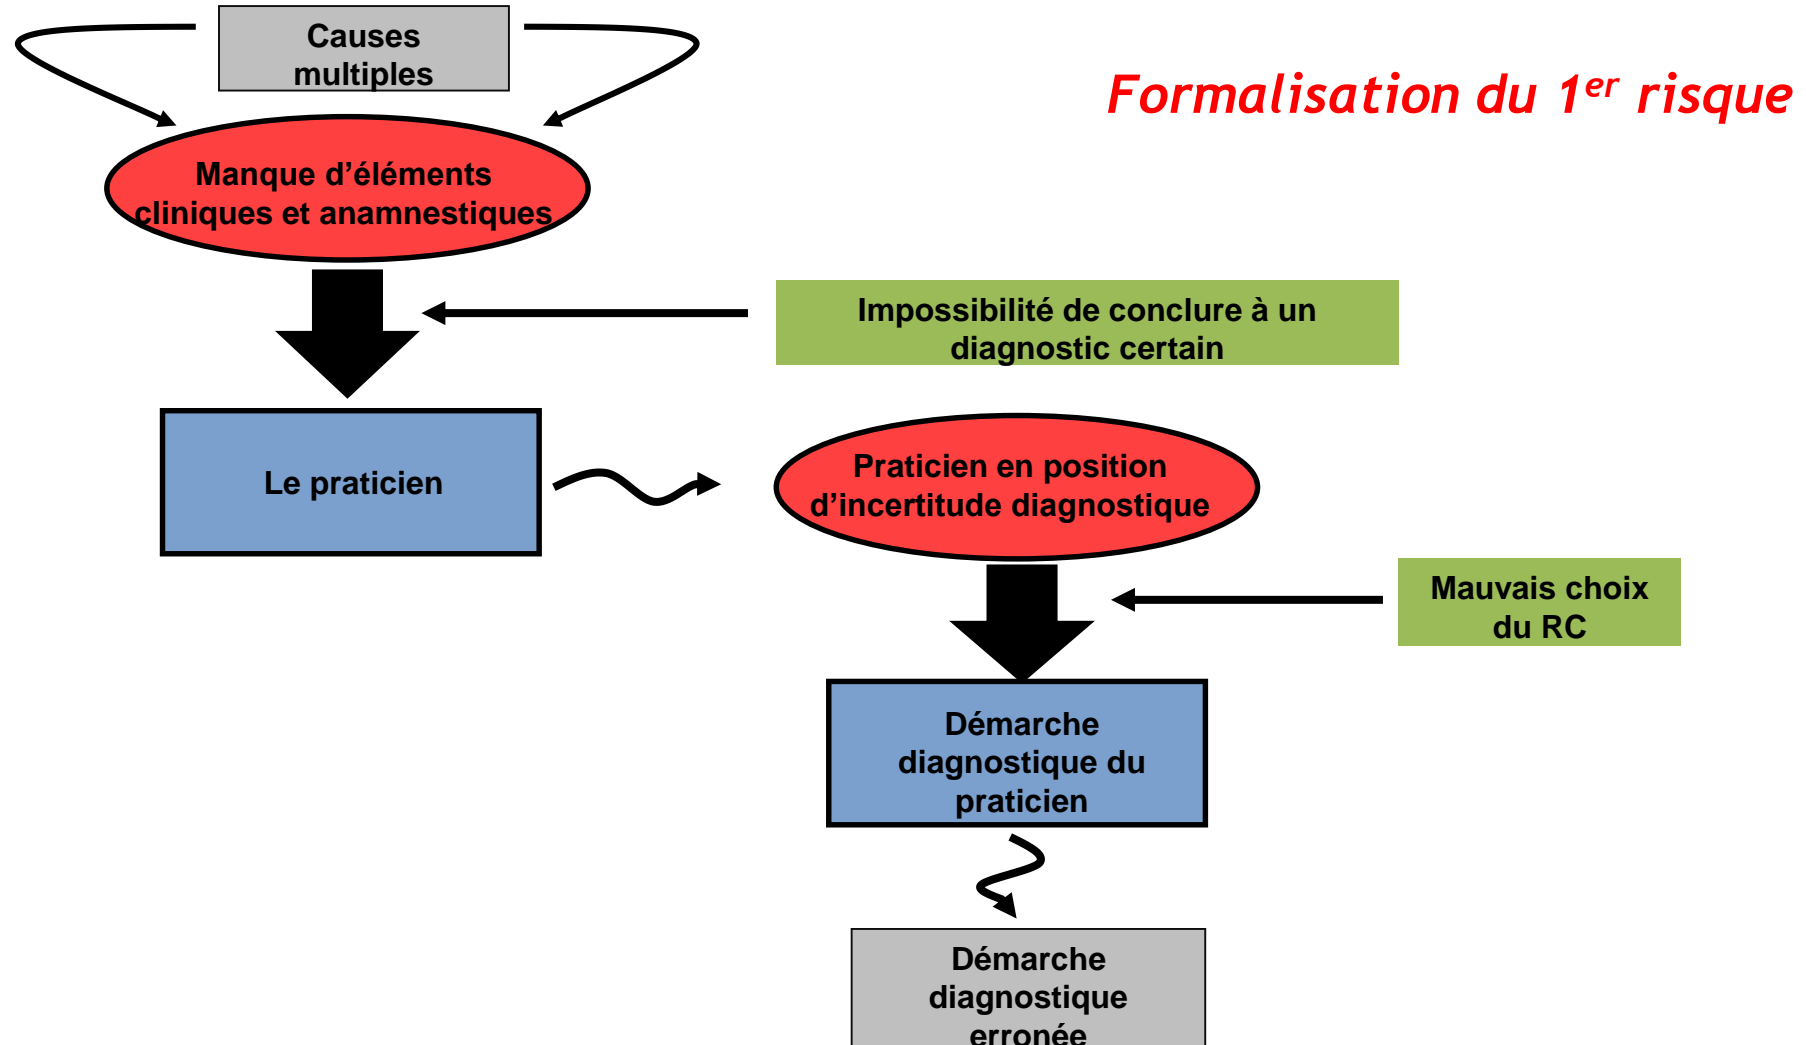 Causes
multiples
Formalisation du 1er risque
Manque d’éléments
cliniques et anamnestiques
Impossibilité de conclure à un
diagnostic certain
Le praticien
Praticien en position
d’incertitude diagnostique
Mauvais choix
du RC
Démarche
diagnostique du
praticien
Démarche
diagnostique
erronée